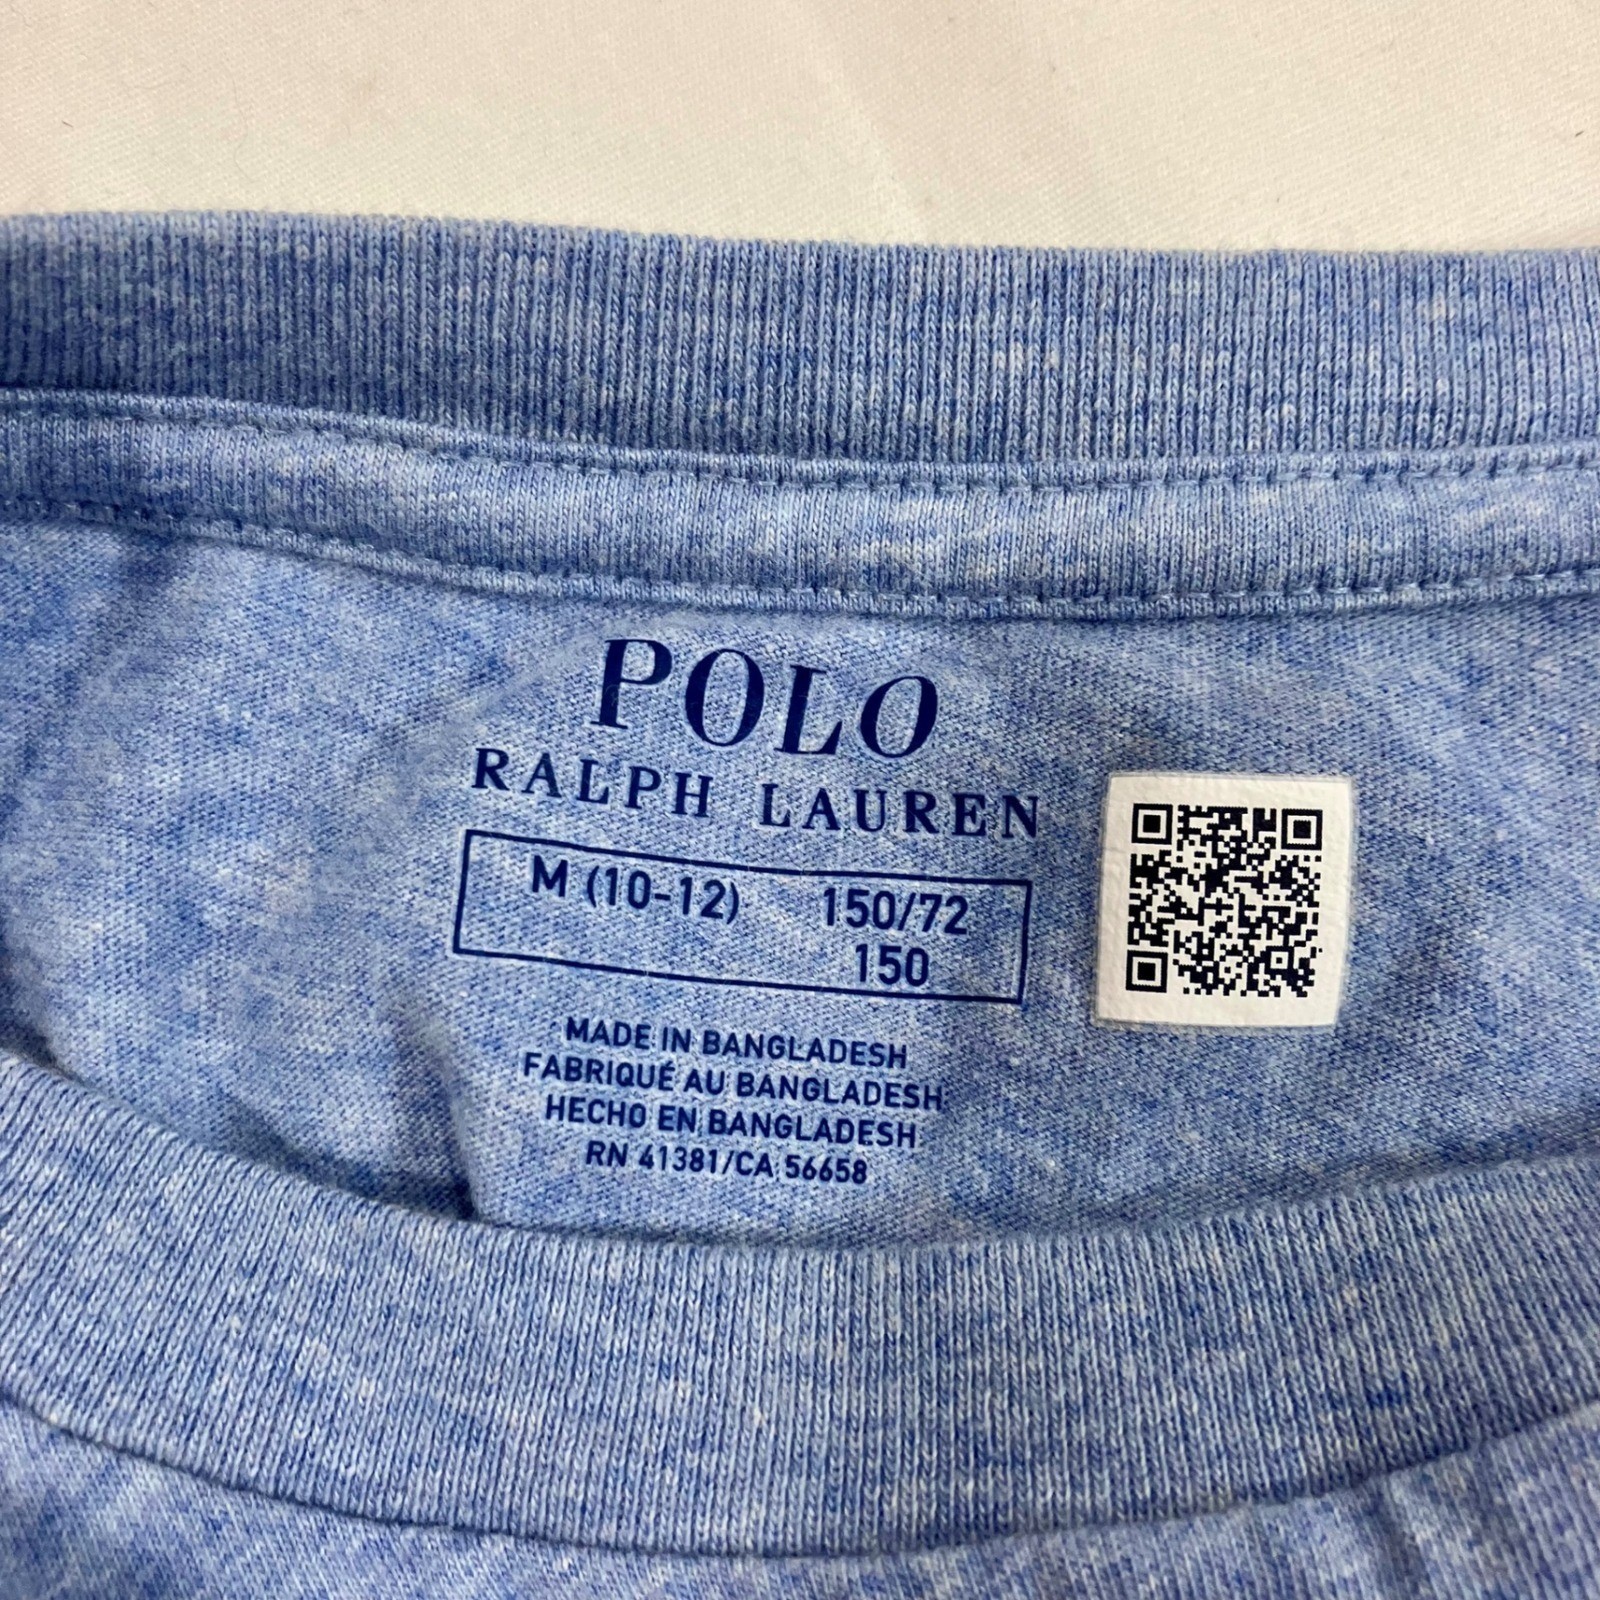 POLO
RALPH LAUREN
M (10-12) 150/72
150
MADE IN BANGLADESH
FABRIQUÉ AU BANGLADESH
HECHO EN BANGLADESH
RN 41381/CA 56658